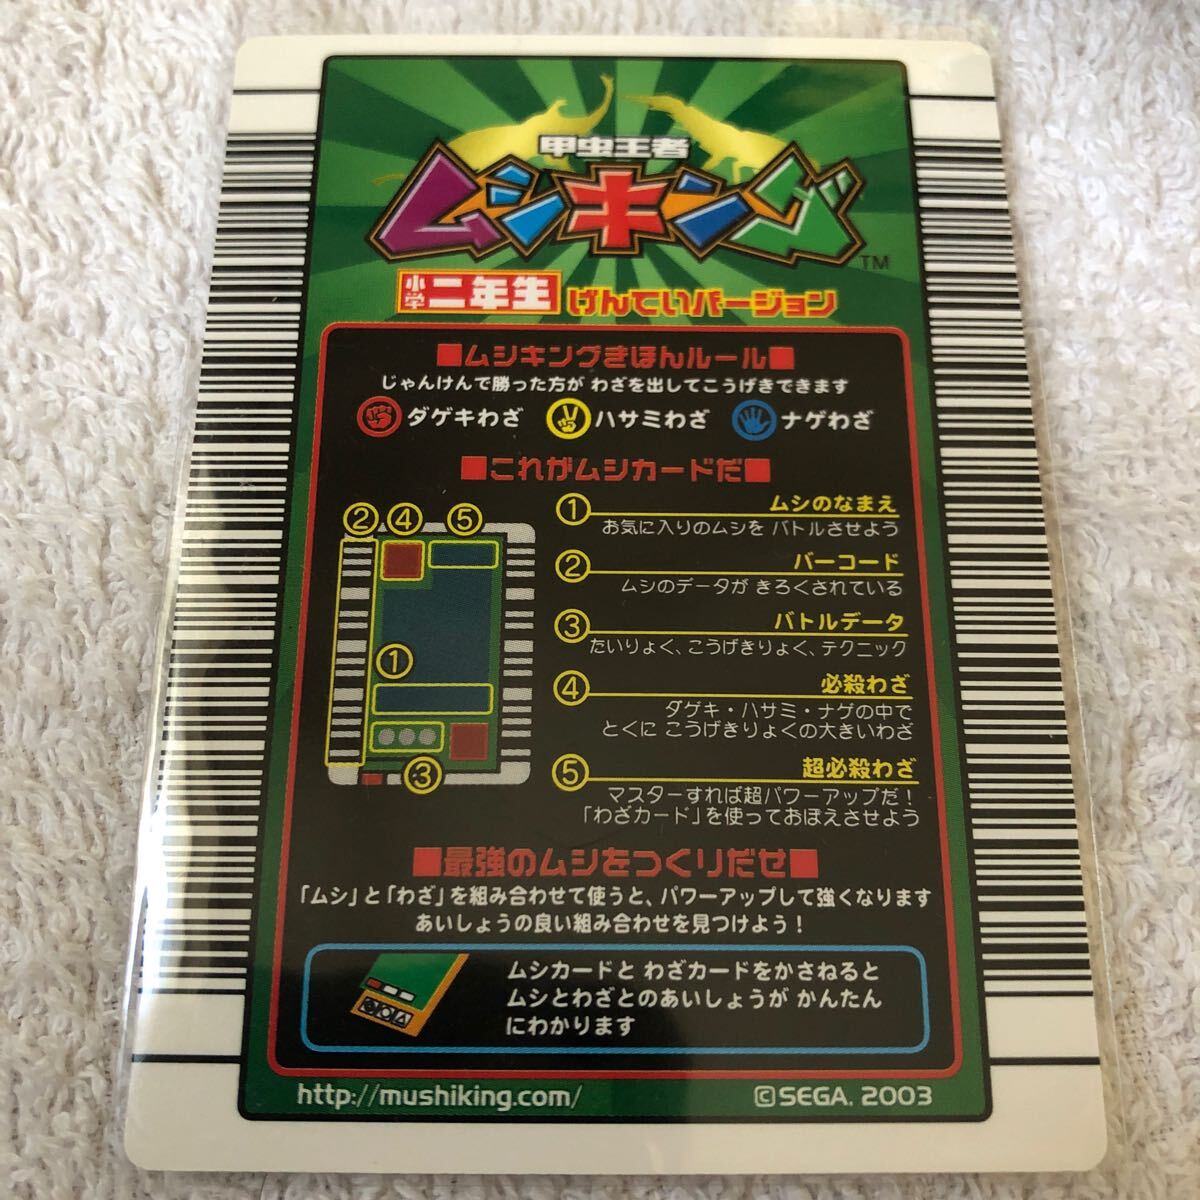 甲虫王者
ムシキング
TM
小学二年生 げんていバージョン
■ムシキングきほんルール■
じゃんけんで勝った方が わざを出してこうげきできます
ダゲキわざ ハサミわざ ナゲわざ
■これがムシカードだ■
② ④ ⑤
①
③
① ムシのなまえ
お気に入りのムシを バトルさせよう
② バーコード
ムシのデータが きろくされている
③ バトルデータ
たいりょく、こうげきりょく、テクニック
④ 必殺わざ
ダゲキ・ハサミ・ナゲの中で
とくに こうげきりょくの大きいわざ
⑤ 超必殺わざ
マスターすれば超パワーアップだ！
「わざカード」を使っておぼえさせよう
■最強のムシをつくりだせ■
「ムシ」と「わざ」を組み合わせて使うと、パワーアップして強くなります
あいしょうの良い組み合わせを見つけよう！
ムシカードと わざカードをかさねると
ムシとわざとのあいしょうが かんたん
にわかります
http://mushiking.com/ ©SEGA, 2003